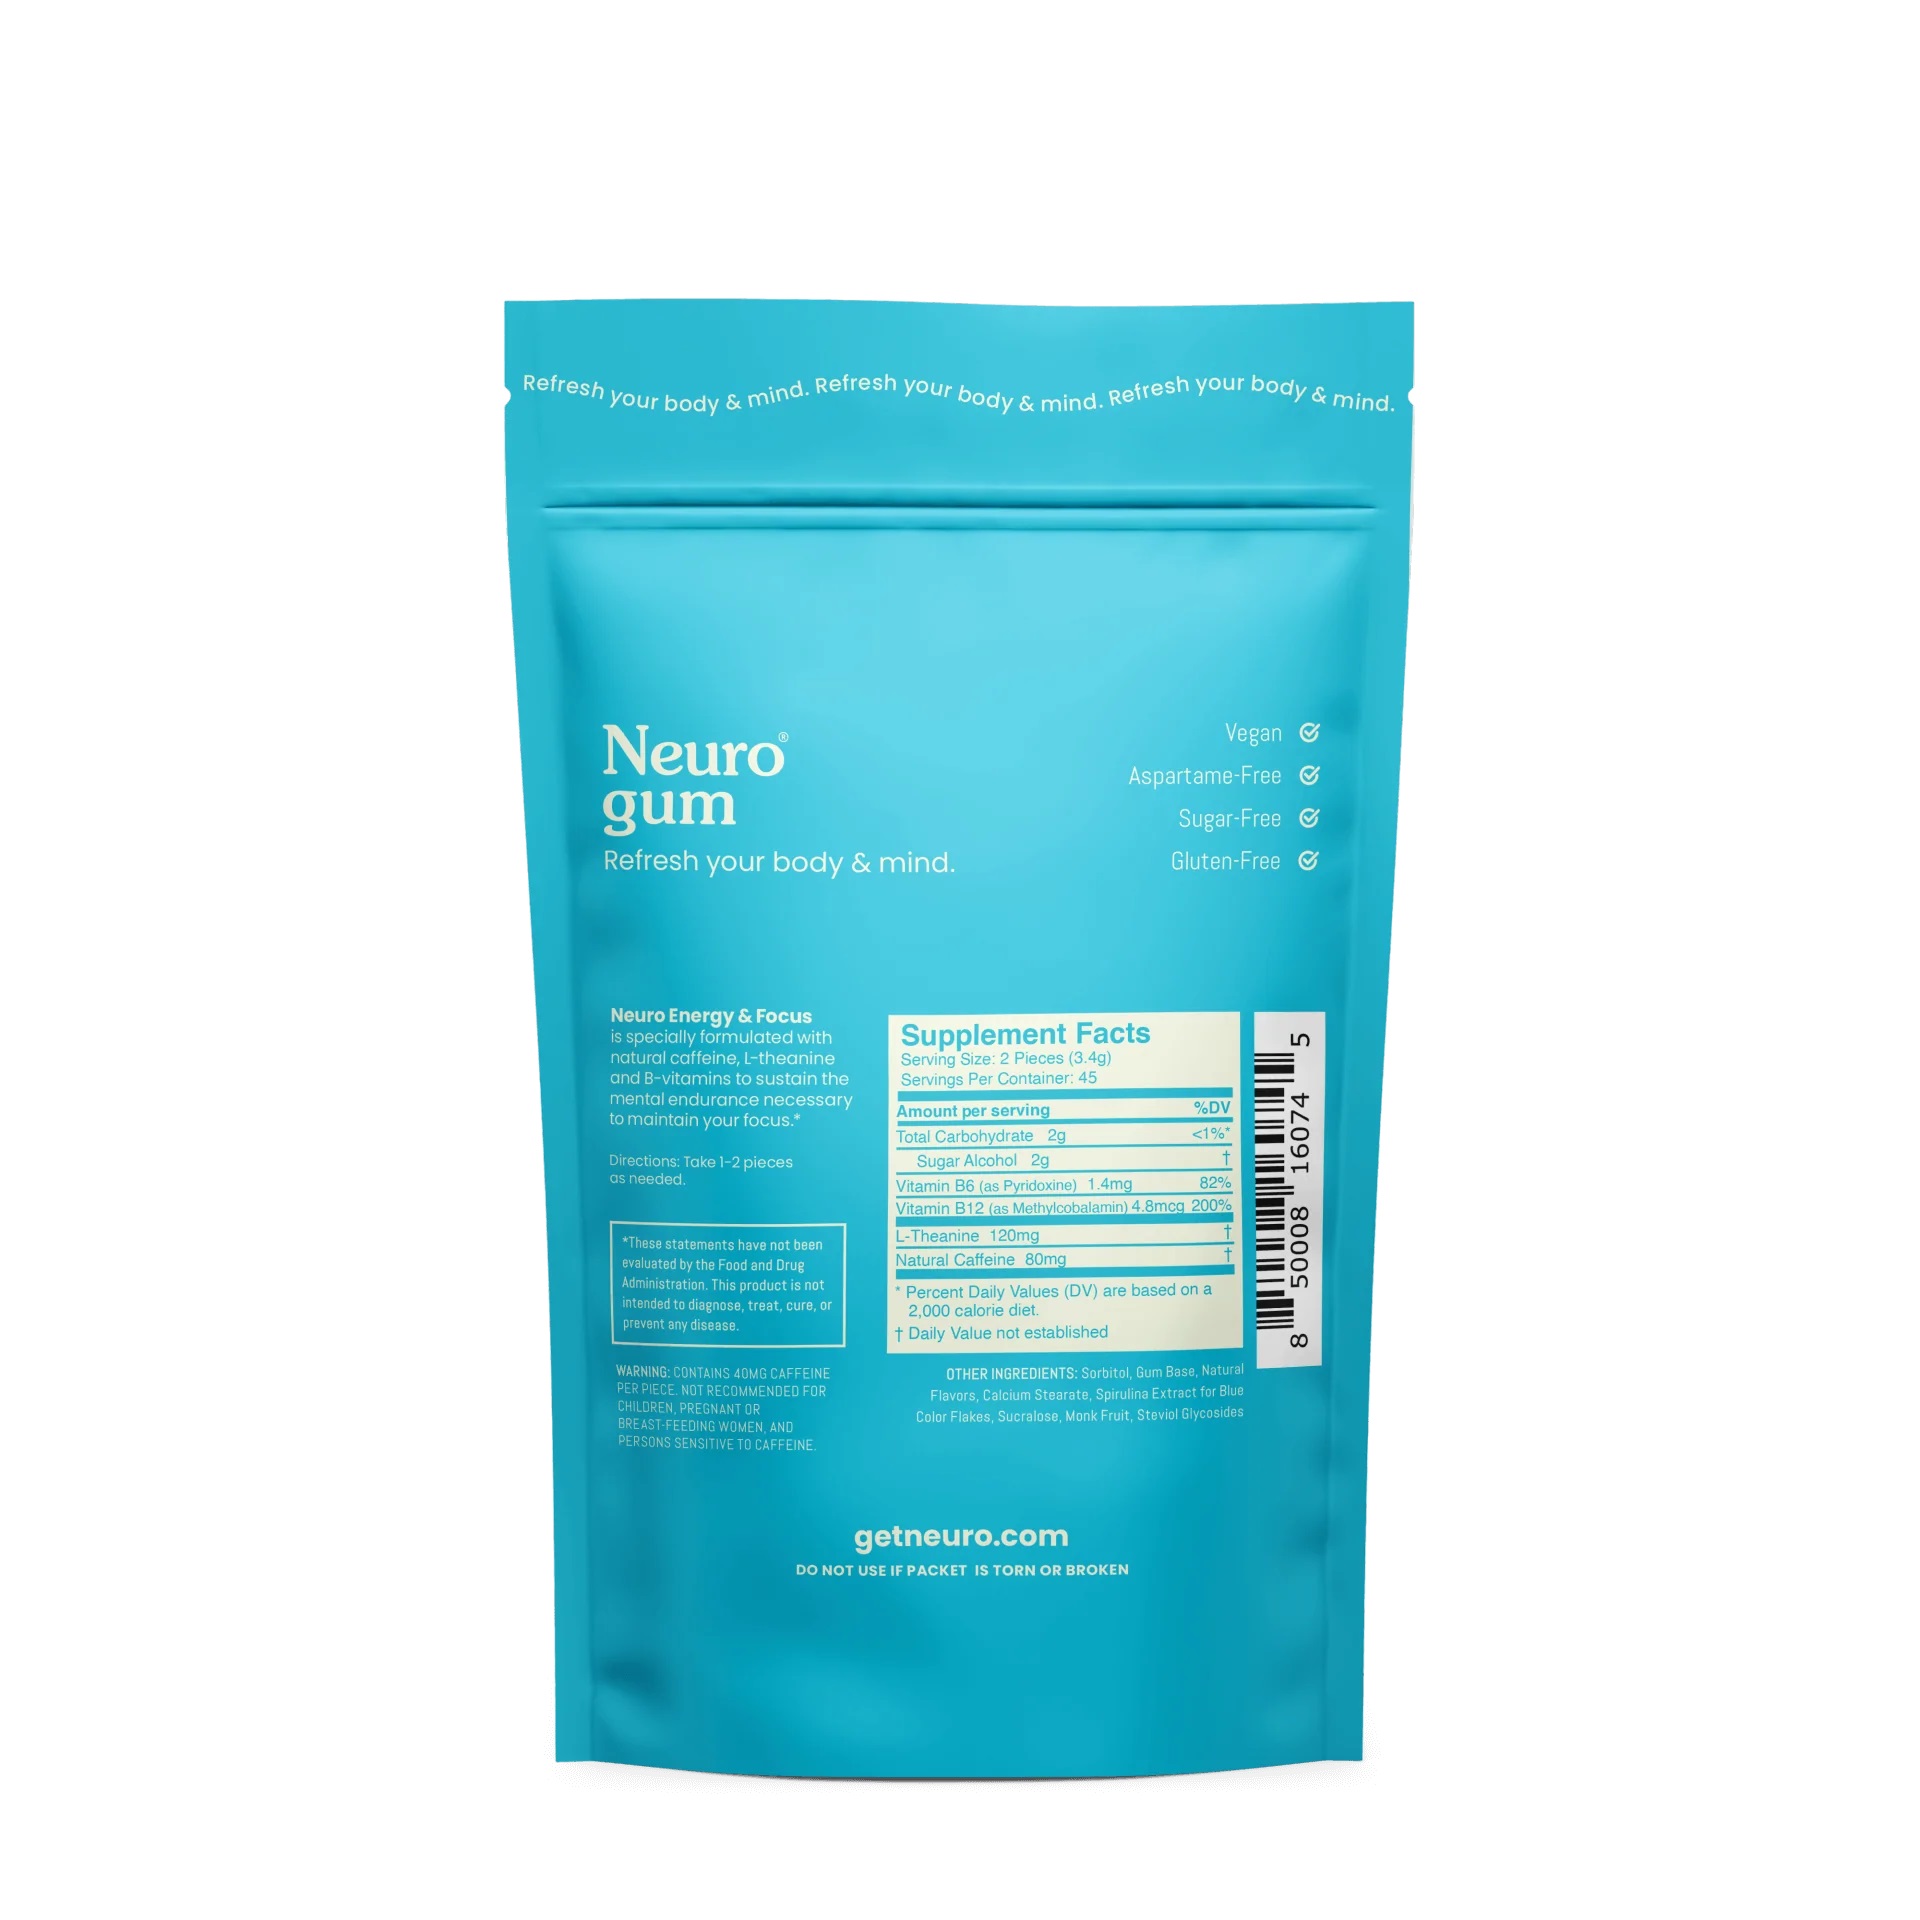 Refresh your body & mind. Refresh your body & mind. Refresh your body & mind.
Neuro®
gum
Refresh your body & mind.
Vegan
Aspartame-Free
Sugar-Free
Gluten-Free
Neuro Energy & Focus
is specially formulated with
natural caffeine, L-theanine
and B-vitamins to sustain the
mental endurance necessary
to maintain your focus.*
Directions: Take 1-2 pieces
as needed.
*These statements have not been
evaluated by the Food and Drug
Administration. This product is not
intended to diagnose, treat, cure, or
prevent any disease.
WARNING: CONTAINS 40MG CAFFEINE
PER PIECE. NOT RECOMMENDED FOR
CHILDREN, PREGNANT OR
BREAST-FEEDING WOMEN, AND
PERSONS SENSITIVE TO CAFFEINE.
Supplement Facts
Serving Size: 2 Pieces (3.4g)
Servings Per Container: 45
Amount per serving %DV
Total Carbohydrate 2g <1%*
Sugar Alcohol 2g †
Vitamin B6 (as Pyridoxine) 1.4mg 82%
Vitamin B12 (as Methylcobalamin) 4.8mcg 200%
L-Theanine 120mg †
Natural Caffeine 80mg †
* Percent Daily Values (DV) are based on a
2,000 calorie diet.
† Daily Value not established
OTHER INGREDIENTS: Sorbitol, Gum Base, Natural
Flavors, Calcium Stearate, Spirulina Extract for Blue
Color Flakes, Sucralose, Monk Fruit, Steviol Glycosides
8 50008 16074 5
getneuro.com
DO NOT USE IF PACKET IS TORN OR BROKEN